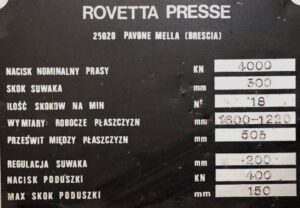 ROVETTA PRESSE
25020 PAVONE MELLA (BRESCIA)
NACISK NOMINALNY PRASY KN 4000
SKOK SUWAKA mm 300
ILOŚĆ SKOKÓW NA MIN N° 18
WYMIARY ROBOCZE PŁASZCZYZN mm 1600-1220
PRZEŚWIT MIĘDZY PŁASZCZYZN mm 505
REGULACJA SUWAKA mm 200
NACISK PODUSZKI KN 400
MAX SKOK PODUSZKI mm 150